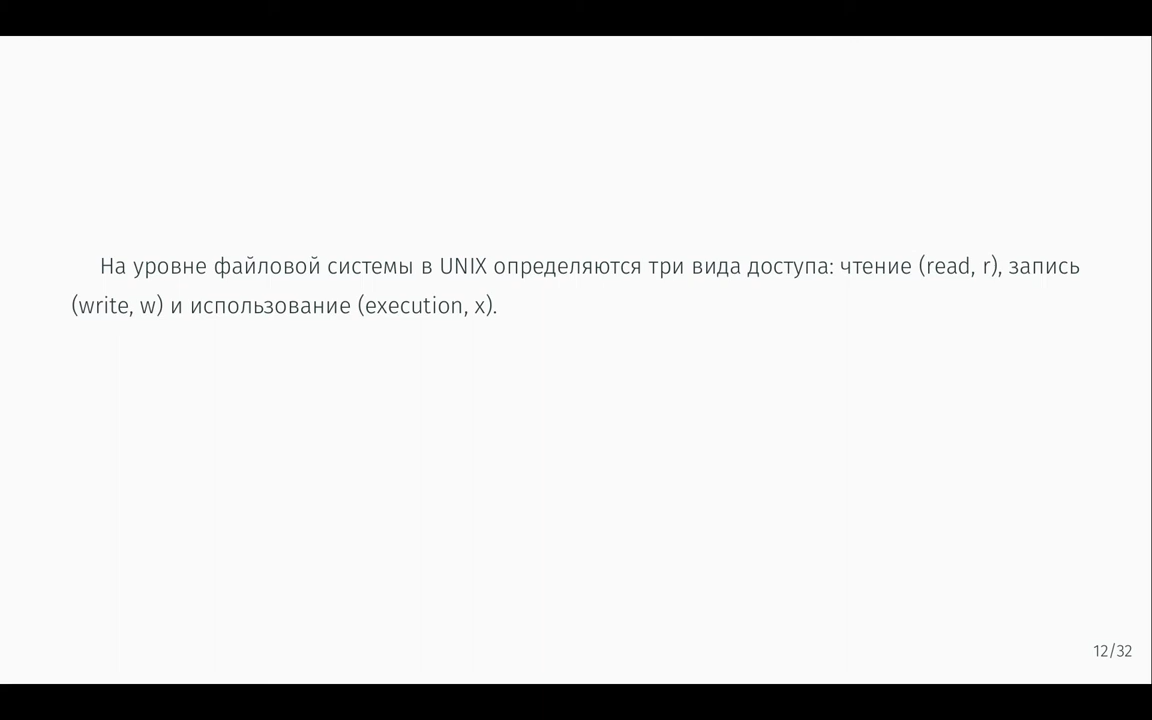 На уровне файловой системы в UNIX определяются три вида доступа: чтение (read, r), запись
(write, w) и использование (execution, x).
12/32